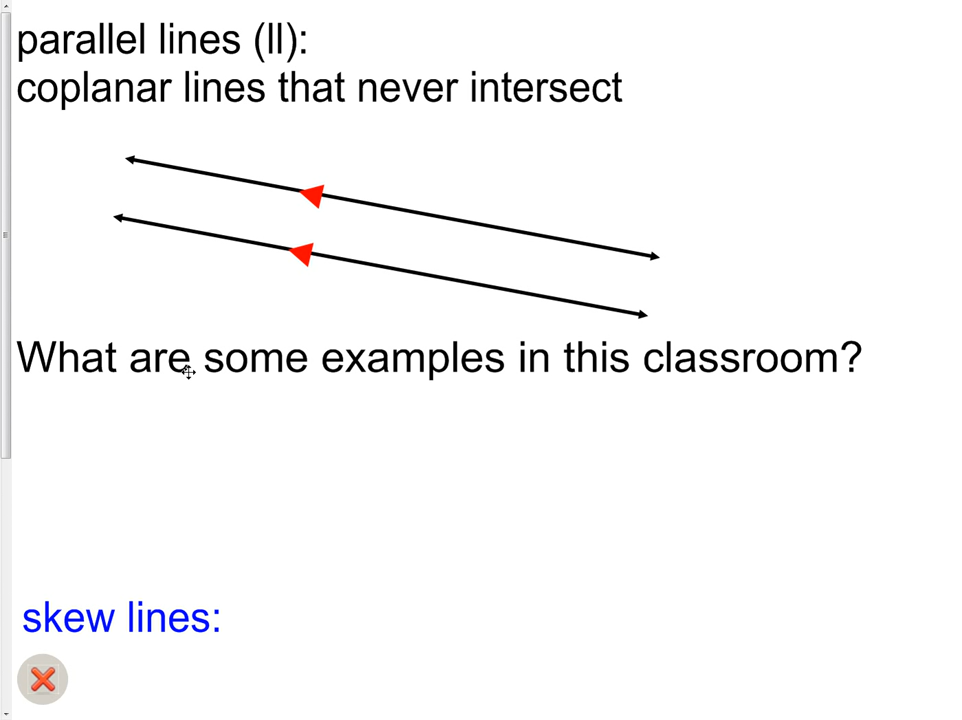 parallel lines (ll):
coplanar lines that never intersect
What are some examples in this classroom?
skew lines: